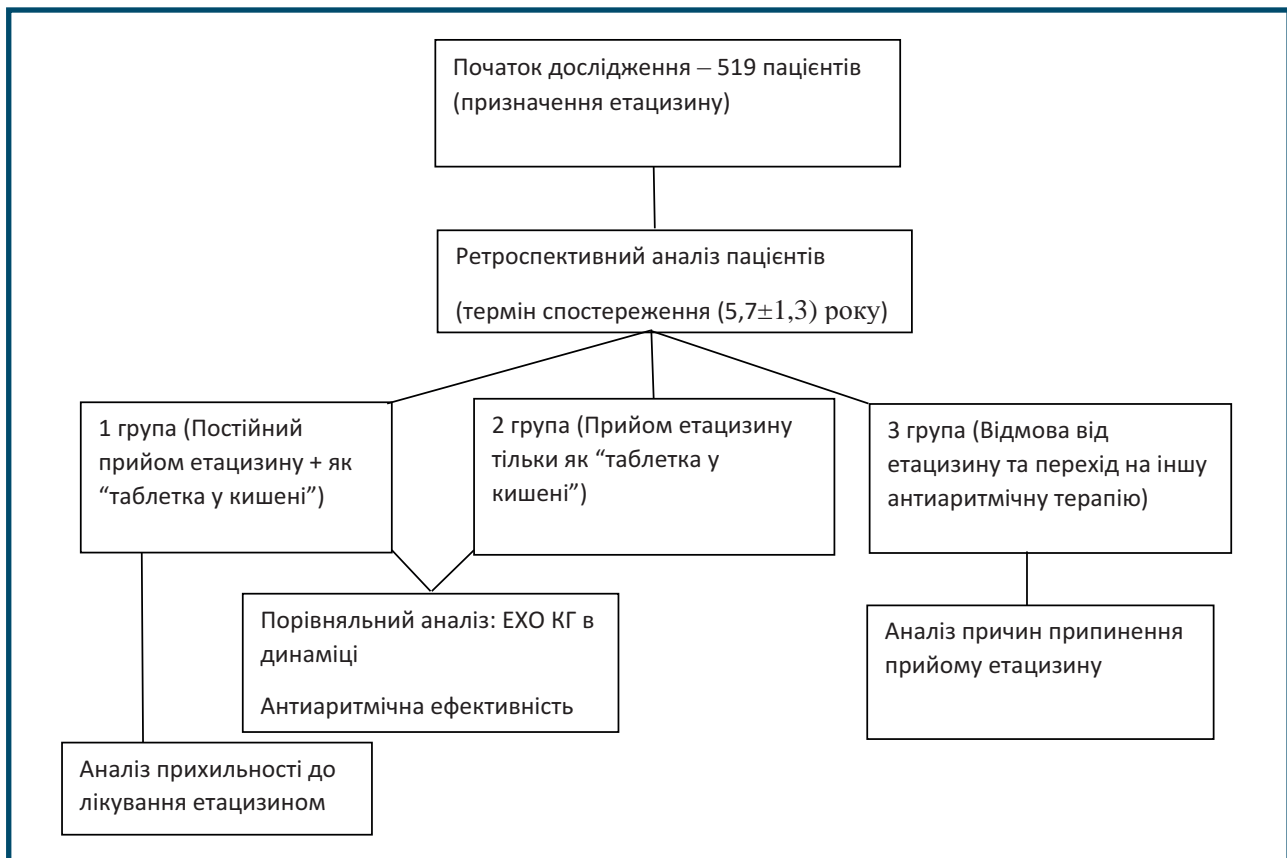 Початок дослідження – 519 пацієнтів
(призначення етацизину)
Ретроспективний аналіз пацієнтів
(термін спостереження (5,7±1,3) року)
1 група (Постійний
прийом етацизину + як
“таблетка у кишені”)
2 група (Прийом етацизину
тільки як “таблетка у
кишені”)
3 група (Відмова від
етацизину та перехід на іншу
антиаритмічну терапію)
Порівняльний аналіз: ЕХО КГ в
динаміці
Антиаритмічна ефективність
Аналіз причин припинення
прийому етацизину
Аналіз прихильності до
лікування етацизином